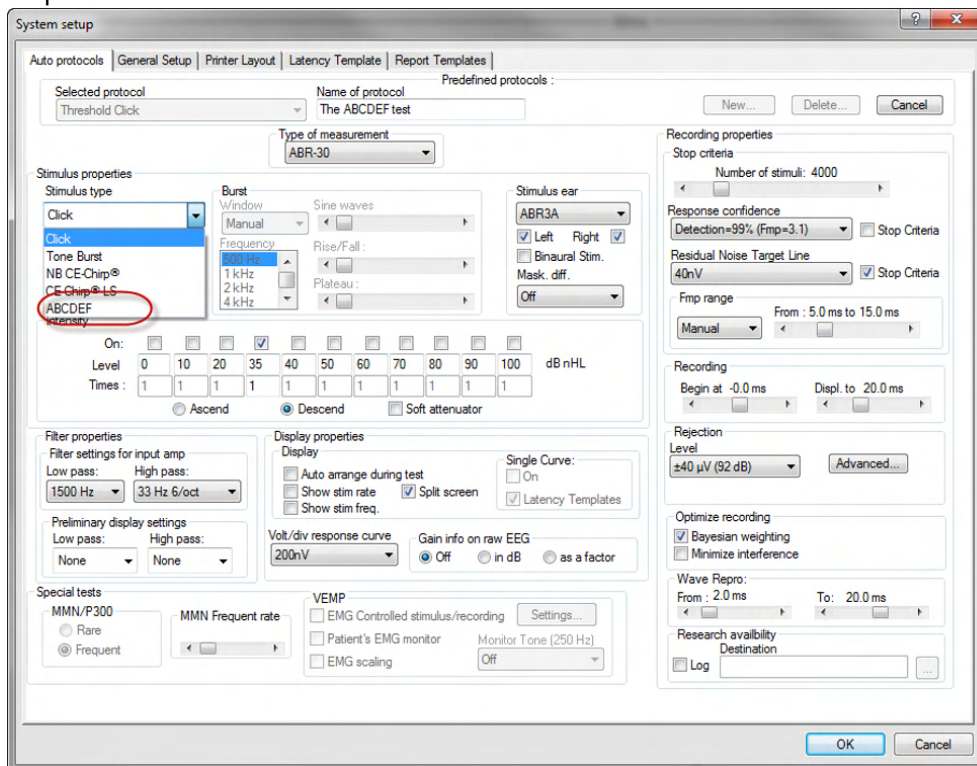 System setup
Auto protocols General Setup Printer Layout Latency Template Report Templates
Predefined protocols :
Selected protocol
Threshold Click
Name of protocol
The ABCDEF test
New... Delete... Cancel
Type of measurement
ABR-30
Stimulus properties
Stimulus type
Click
Click
Tone Burst
NB CE-Chirp®
CE-Chirp® LS
ABCDEF
Burst
Window
Manual
Frequency
500 Hz
1 kHz
2 kHz
4 kHz
Sine waves
Rise/Fall :
Plateau :
Stimulus ear
ABR3A
Left Right
Binaural Stim.
Mask. diff.
Off
Intensity
On:
Level 0 10 20 35 40 50 60 70 80 90 100 dB nHL
Times : 1 1 1 1 1 1 1 1 1 1 1
Ascend Descend Soft attenuator
Filter properties
Filter settings for input amp
Low pass: High pass:
1500 Hz 33 Hz 6/oct
Preliminary display settings
Low pass: High pass:
None None
Display properties
Display
Auto arrange during test
Show stim rate Split screen
Show stim freq.
Single Curve:
On
Latency Templates
Volt/div response curve
200nV
Gain info on raw EEG
Off in dB as a factor
Special tests
MMN/P300
Rare
Frequent
MMN Frequent rate
VEMP
EMG Controlled stimulus/recording Settings...
Patient's EMG monitor
EMG scaling
Monitor Tone (250 Hz)
Off
Recording properties
Stop criteria
Number of stimuli: 4000
Response confidence
Detection=99% (Fmp=3.1) Stop Criteria
Residual Noise Target Line
40nV Stop Criteria
Fmp range
From : 5.0 ms to 15.0 ms
Manual
Recording
Begin at -0.0 ms Displ. to 20.0 ms
Rejection
Level
±40 µV (92 dB) Advanced...
Optimize recording
Bayesian weighting
Minimize interference
Wave Repro:
From : 2.0 ms To: 20.0 ms
Research availbility
Destination
Log ...
OK Cancel